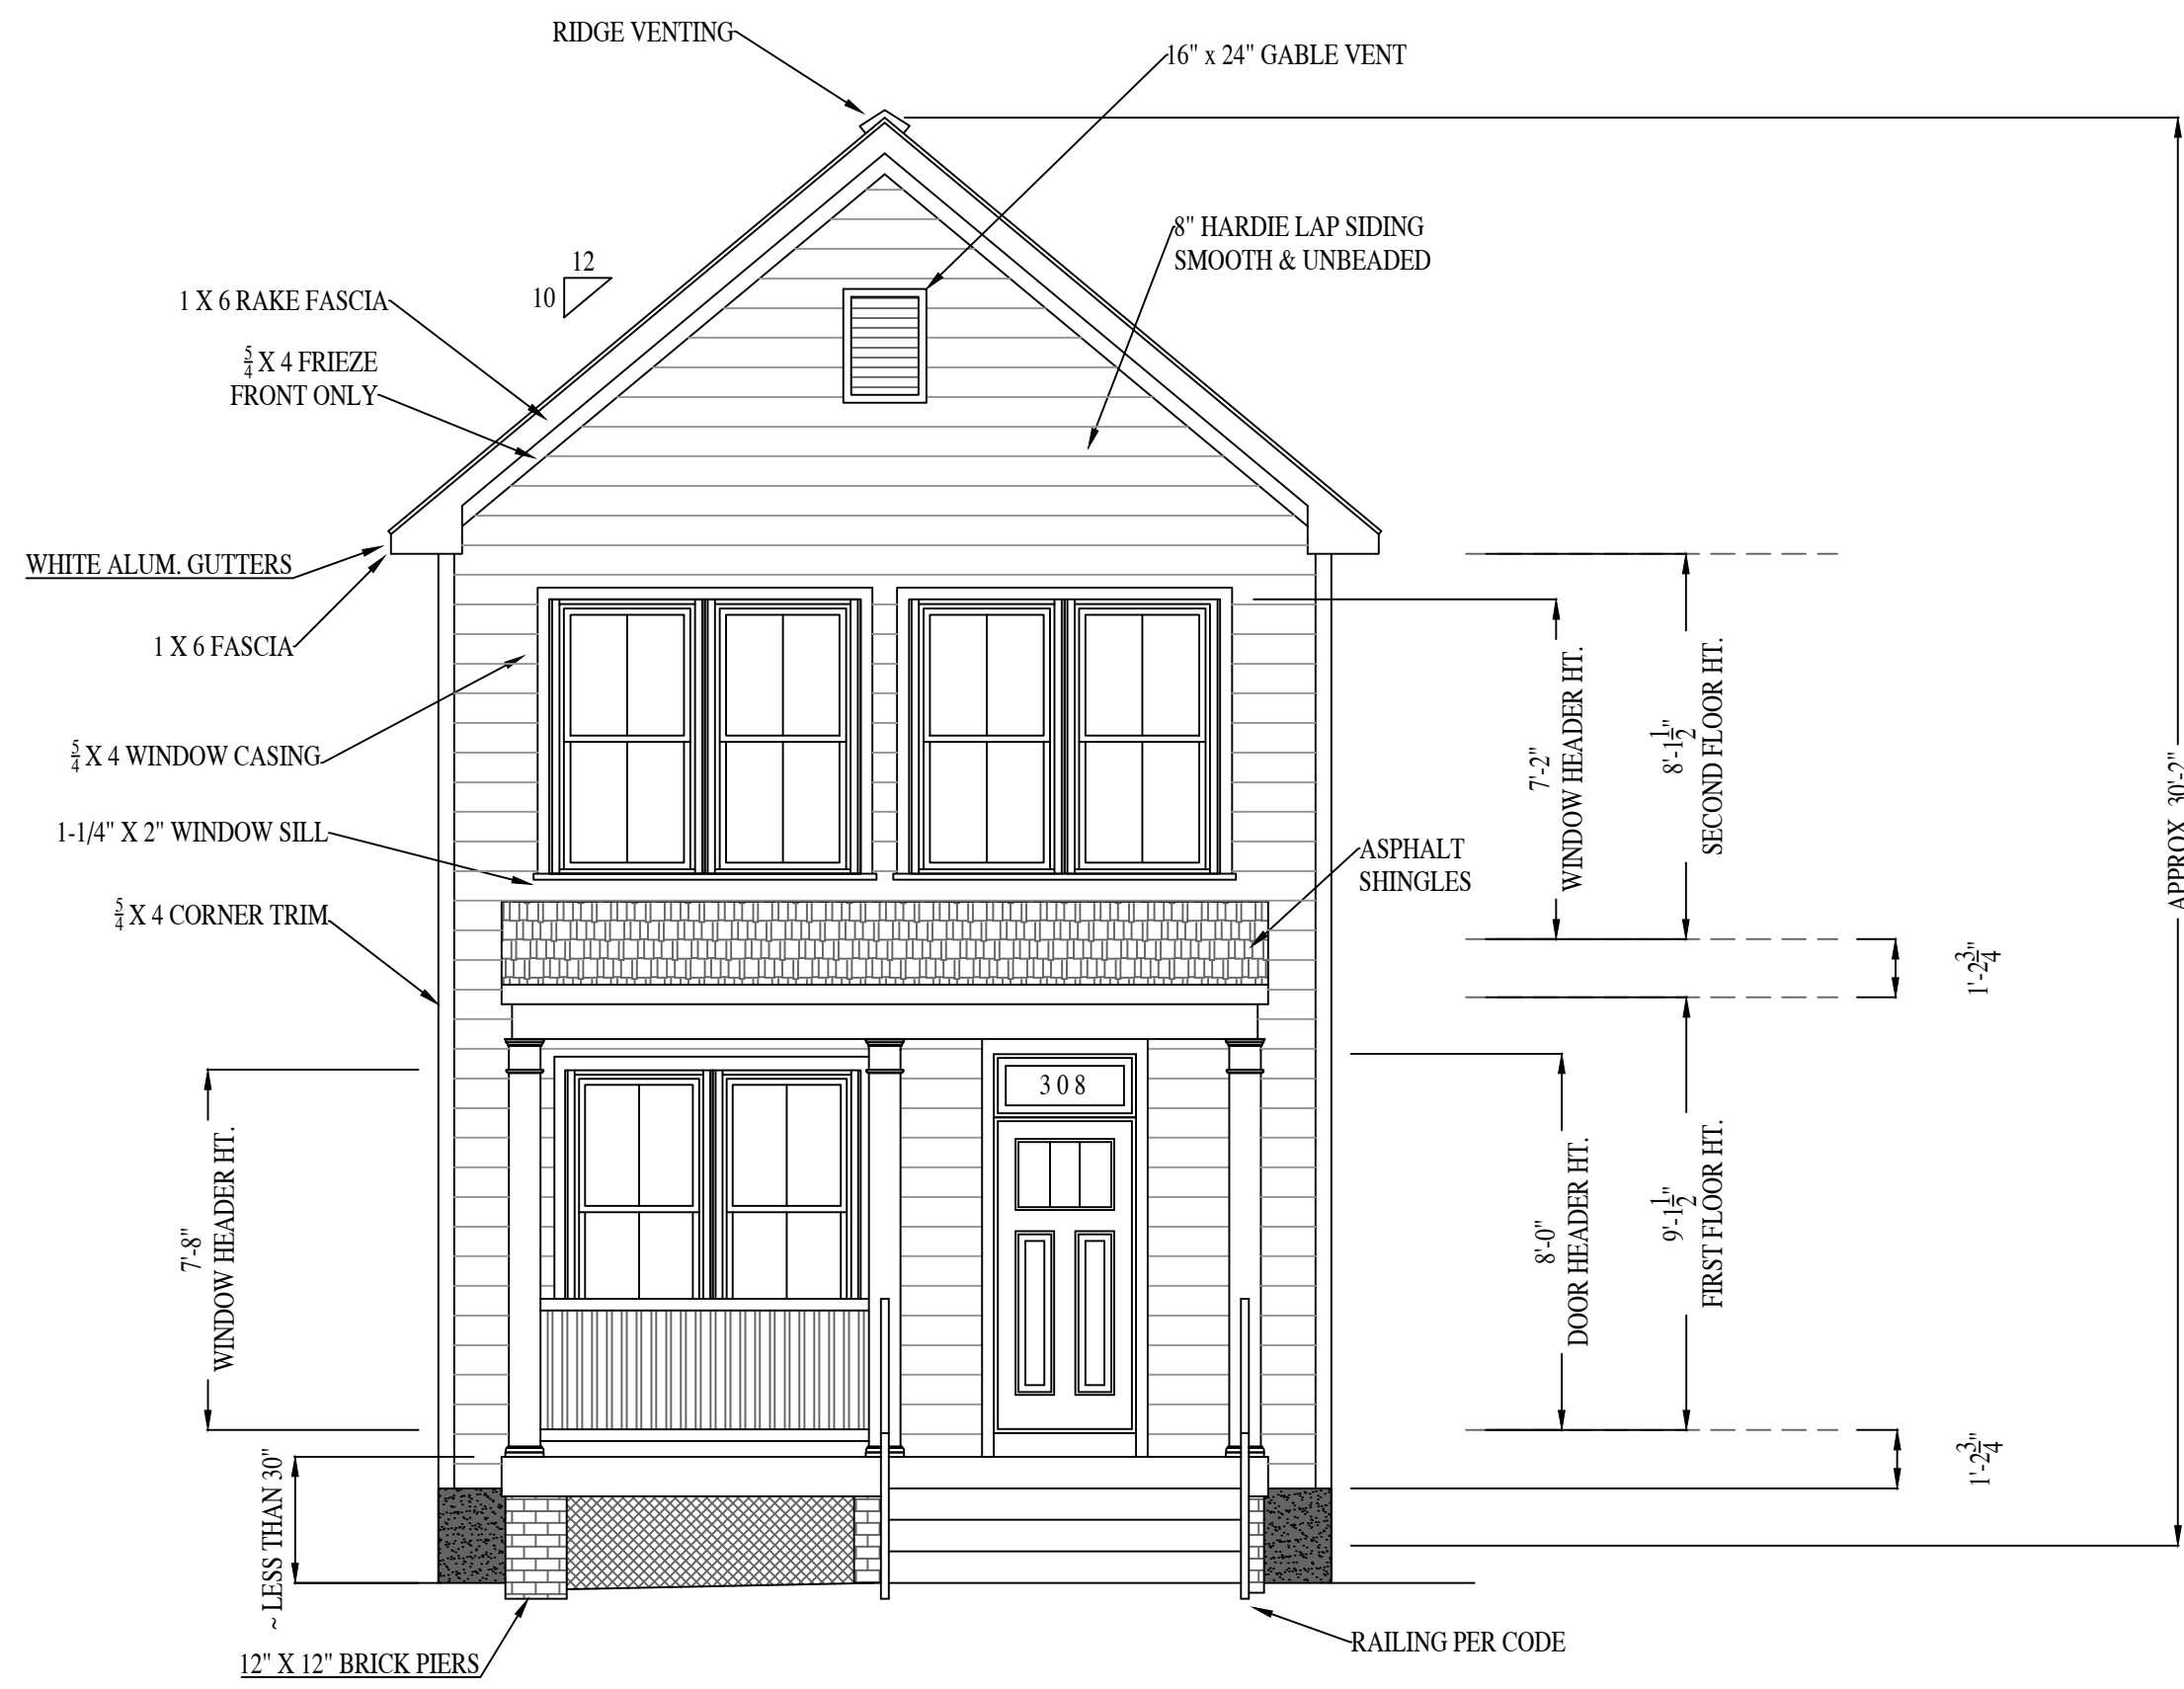 RIDGE VENTING
16" x 24" GABLE VENT
8" HARDIE LAP SIDING
SMOOTH & UNBEADED
12
10
1 X 6 RAKE FASCIA
5/4 X 4 FRIEZE
FRONT ONLY
WHITE ALUM. GUTTERS
1 X 6 FASCIA
5/4 X 4 WINDOW CASING
1-1/4" X 2" WINDOW SILL
5/4 X 4 CORNER TRIM
ASPHALT
SHINGLES
7'-2"
WINDOW HEADER HT.
8'-1 1/2"
SECOND FLOOR HT.
APPROX. 30'-2"
1'-2 3/4"
308
7'-8"
WINDOW HEADER HT.
8'-0"
DOOR HEADER HT.
9'-1 1/2"
FIRST FLOOR HT.
1'-2 3/4"
~ LESS THAN 30"
12" X 12" BRICK PIERS
RAILING PER CODE